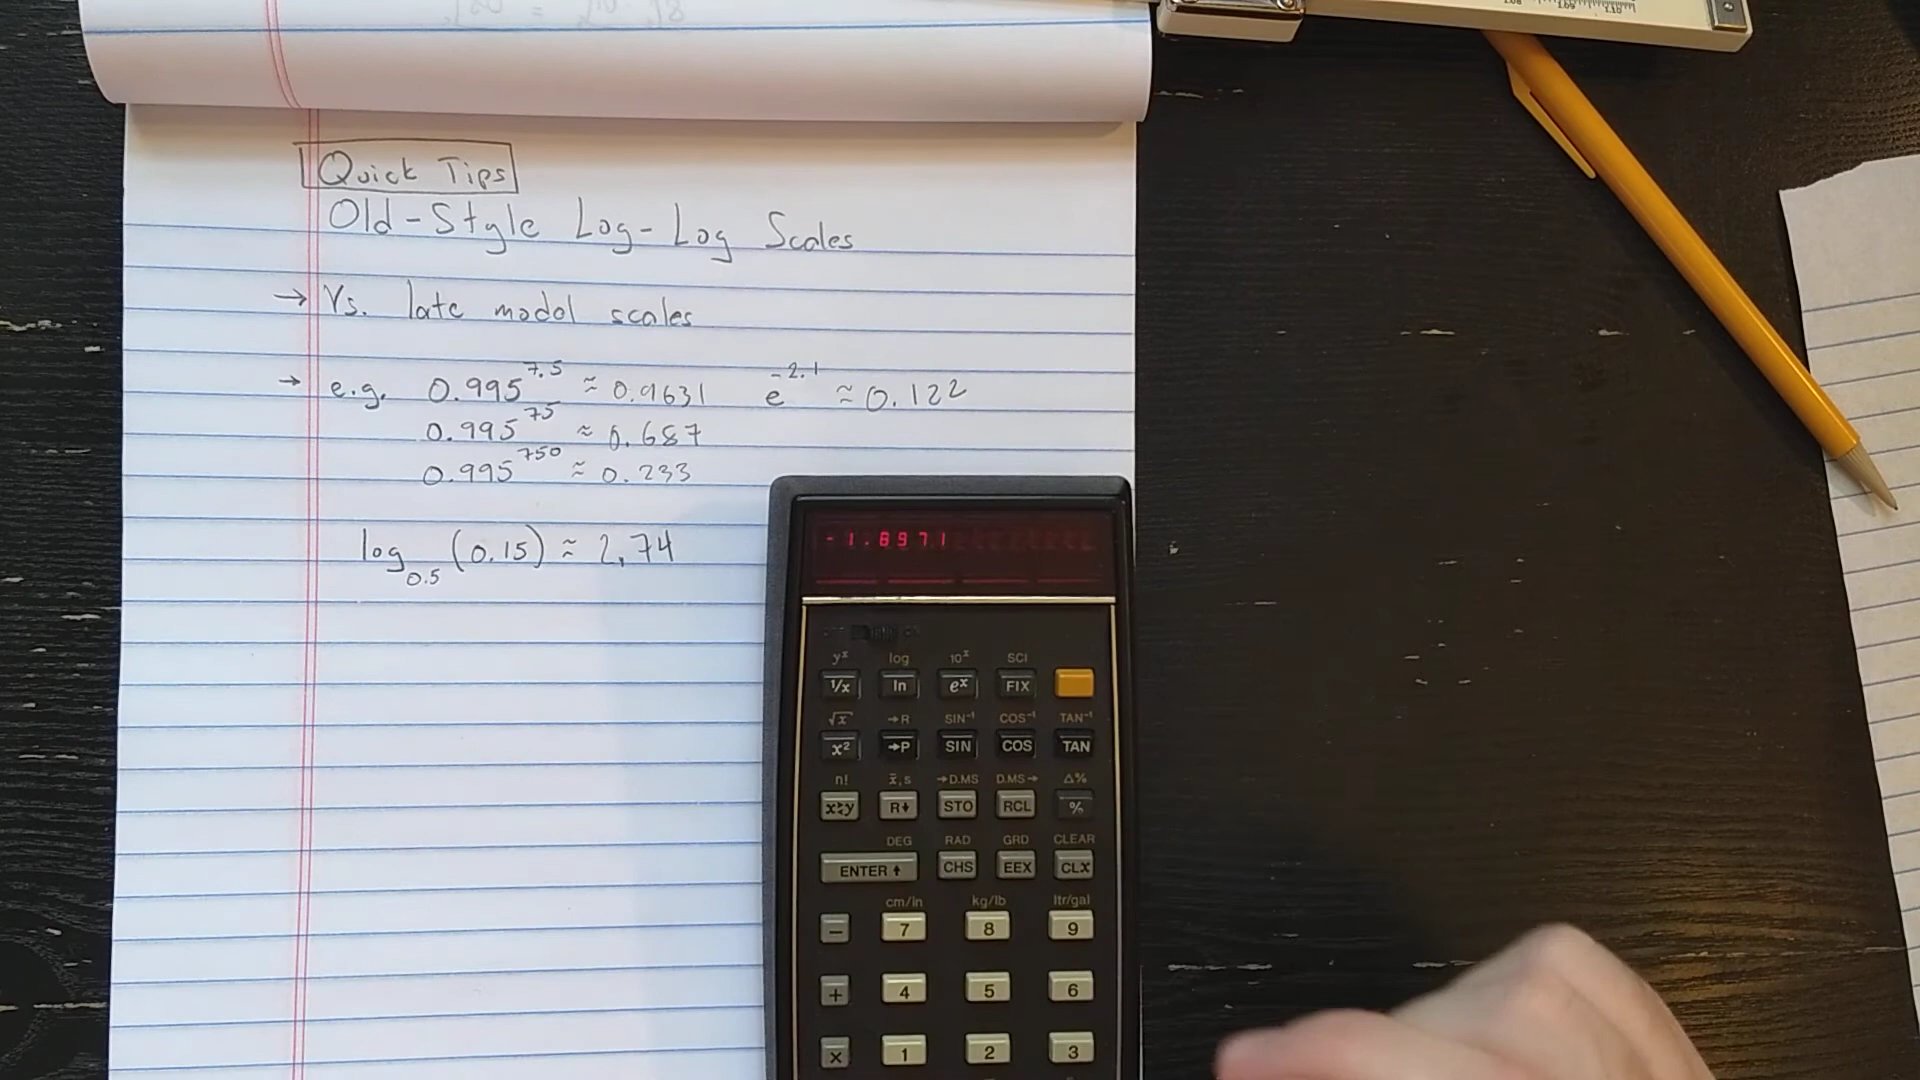 Quick Tips
Old-Style Log-Log Scales
→ Vs. late model scales
→ e.g. 0.995^7.5 ≈ 0.9631 e^-2.1 ≈ 0.122
0.995^75 ≈ 0.687
0.995^750 ≈ 0.233
log_0.5 (0.15) ≈ 2.74
-1.8971
yˣ log 10ˣ SCI
1/x ln eˣ FIX
√x →R SIN⁻¹ COS⁻¹ TAN⁻¹
x² →P SIN COS TAN
n! x̄,s →D.MS D.MS→ Δ%
x≷y R↓ STO RCL %
DEG RAD GRD CLEAR
ENTER↑ CHS EEX CLX
cm/in kg/lb ltr/gal
− 7 8 9
+ 4 5 6
× 1 2 3